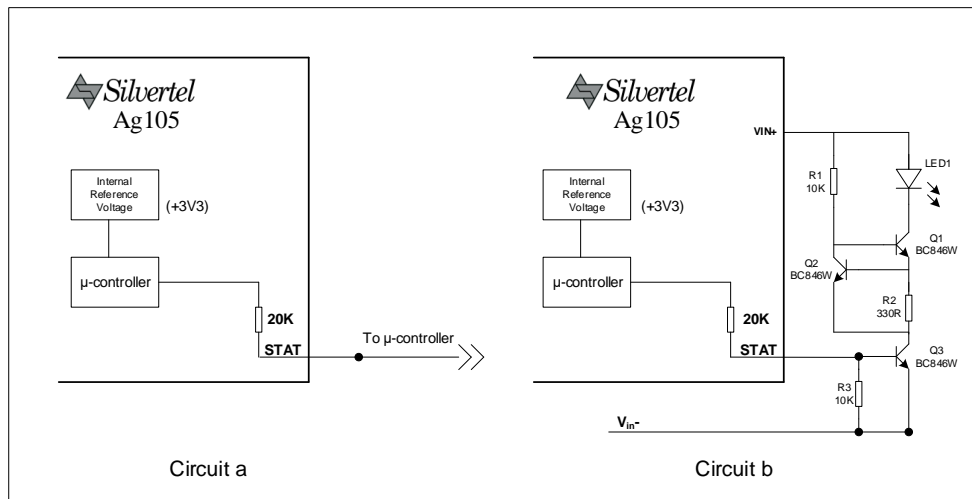 Silvertel
Ag105
Internal
Reference
Voltage
(+3V3)
µ-controller
20K
STAT
To µ-controller
Circuit a
Silvertel
Ag105
VIN+
Internal
Reference
Voltage
(+3V3)
µ-controller
20K
STAT
R1
10K
LED1
Q1
BC846W
Q2
BC846W
R2
330R
Q3
BC846W
R3
10K
Vin-
Circuit b